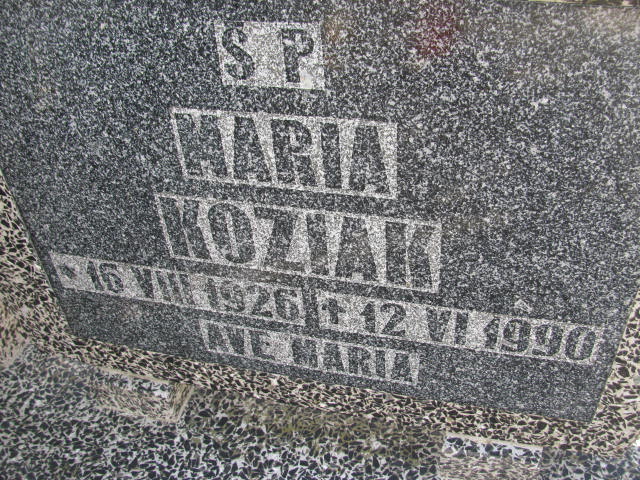 S P
MARIA
KOZIAK
* 16 VIII 1926 † 12 VI 1990
AVE MARIA